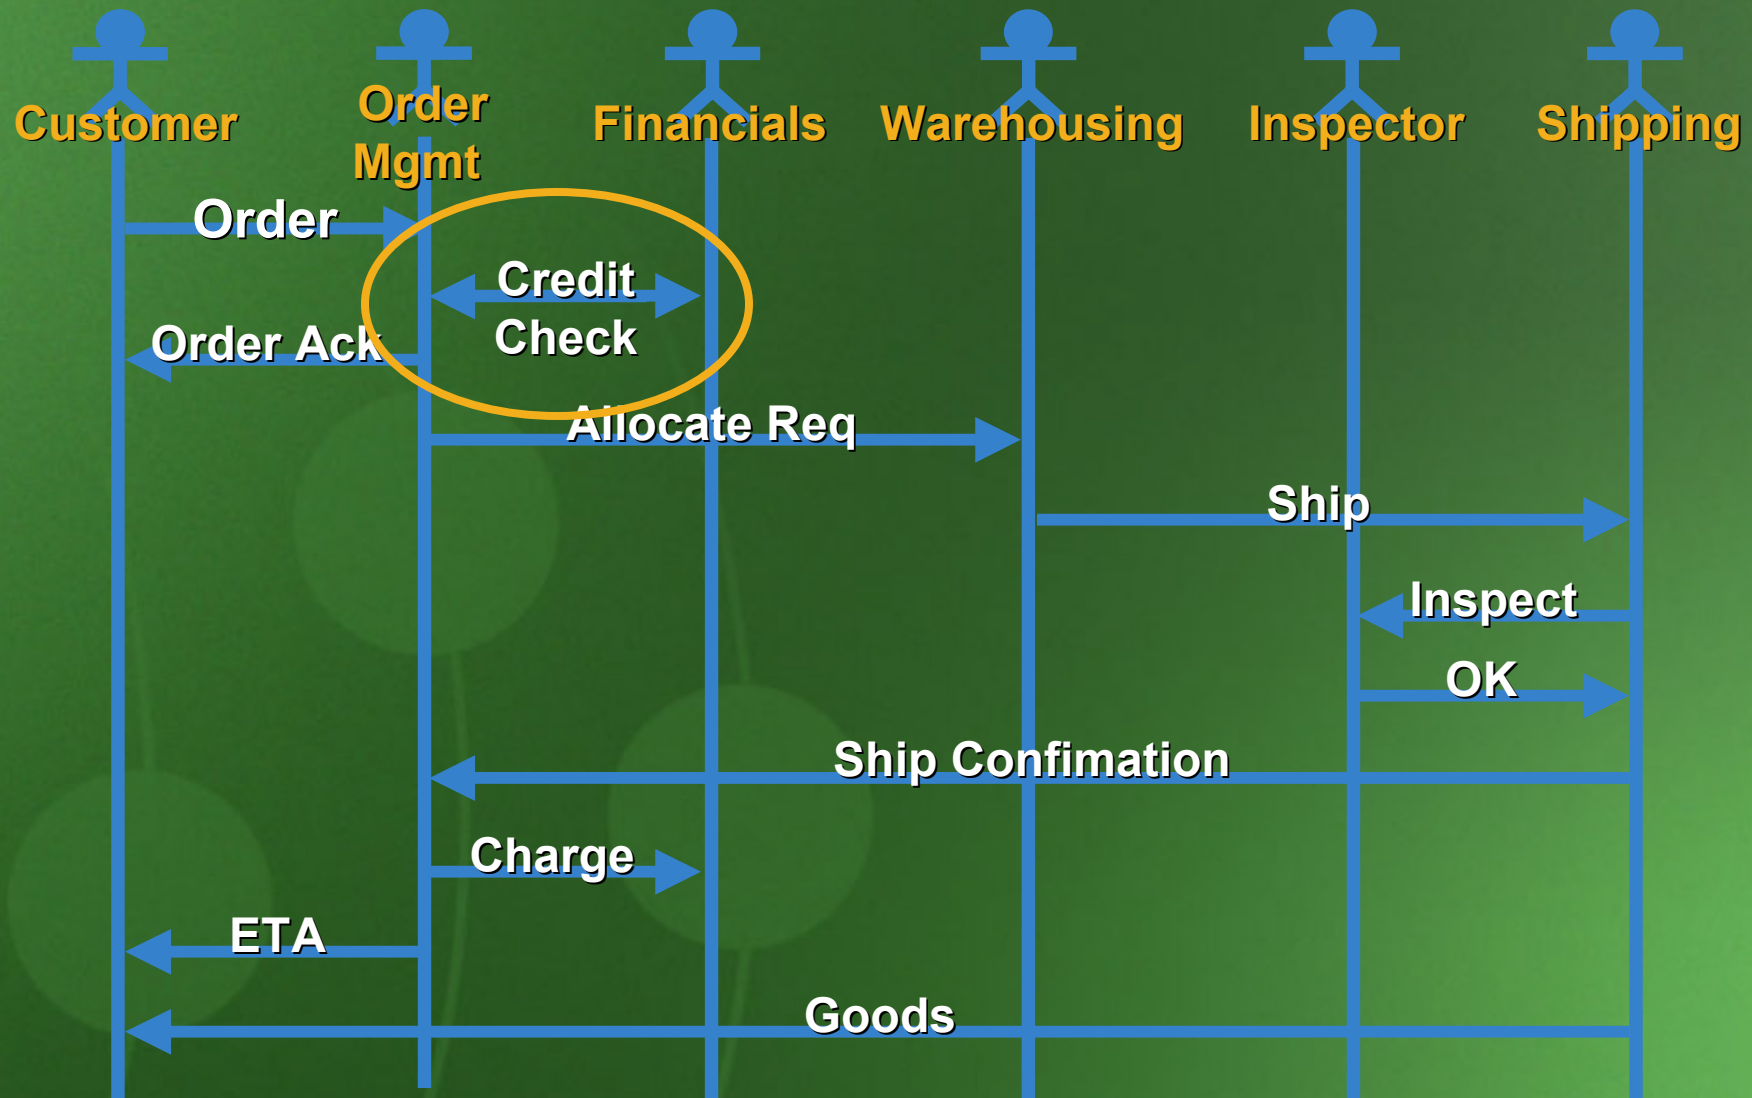 Customer
Order
Mgmt
Financials
Warehousing
Inspector
Shipping
Order
Credit
Check
Order Ack
Allocate Req
Ship
Inspect
OK
Ship Confimation
Charge
ETA
Goods